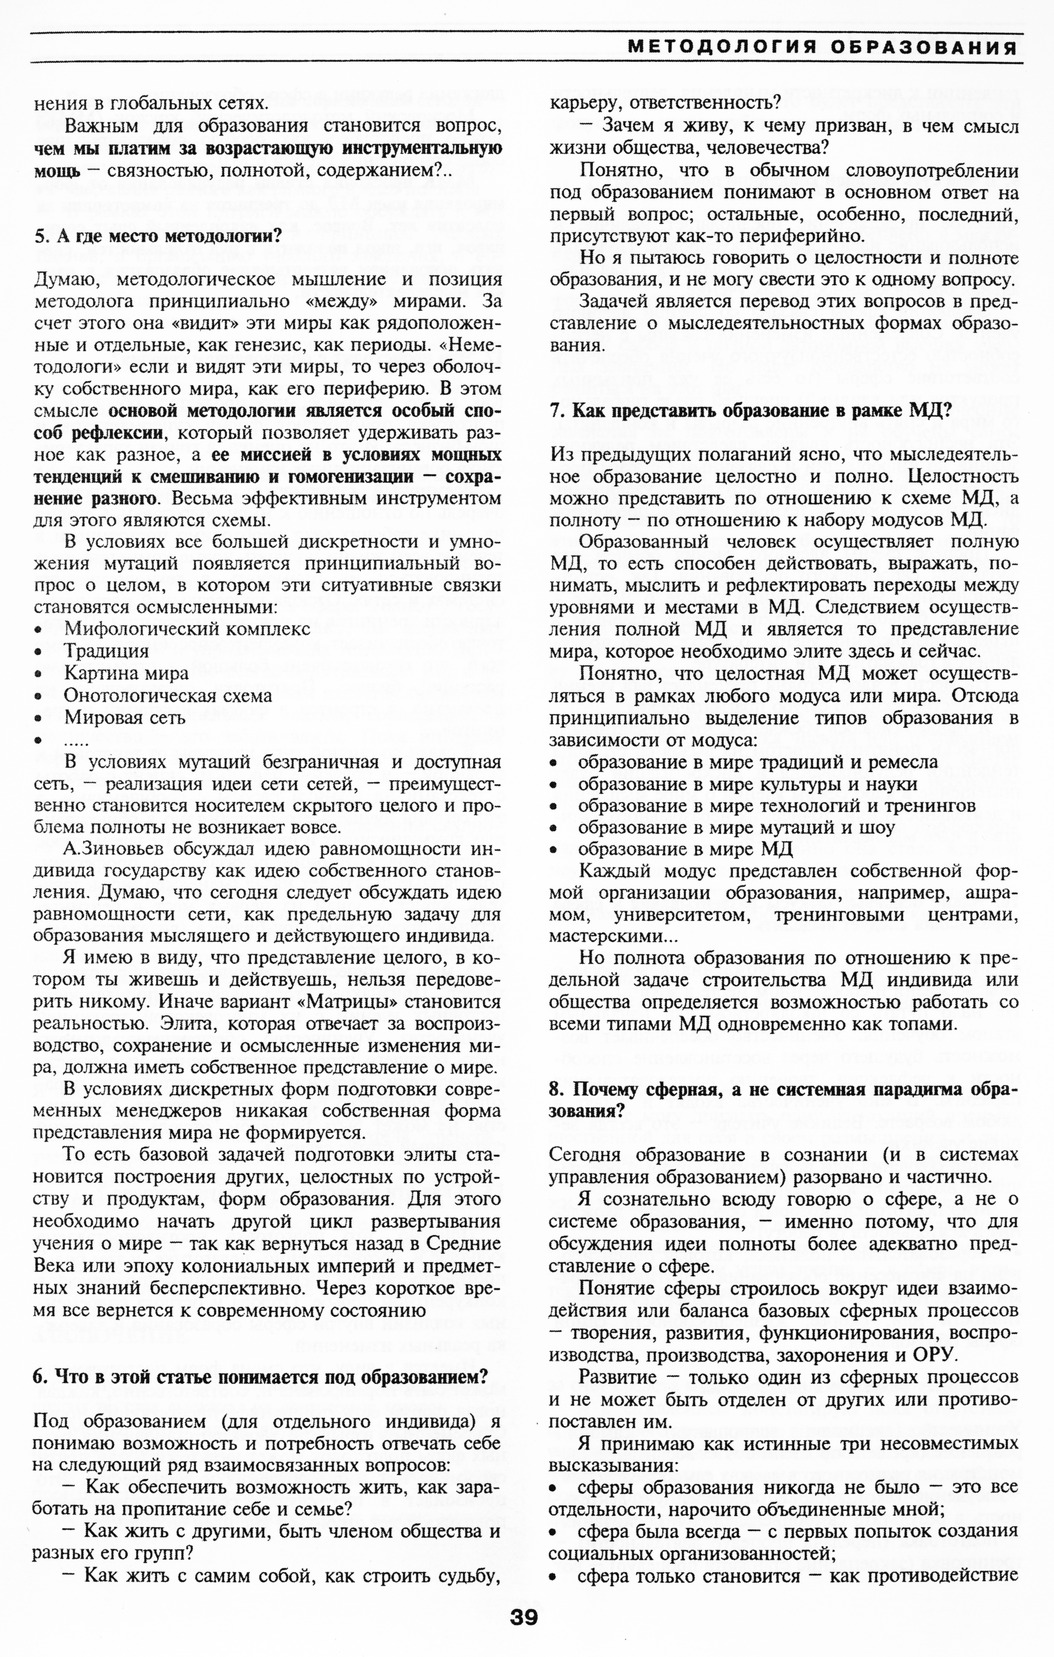 МЕТОДОЛОГИЯ ОБРАЗОВАНИЯ
нения в глобальных сетях.
Важным для образования становится вопрос,
чем мы платим за возрастающую инструментальную
мощь — связностью, полнотой, содержанием?..
5. А где место методологии?
Думаю, методологическое мышление и позиция
методолога принципиально «между» мирами. За
счет этого она «видит» эти миры как рядоположен-
ные и отдельные, как генезис, как периоды. «Неме-
тодологи» если и видят эти миры, то через оболоч-
ку собственного мира, как его периферию. В этом
смысле основой методологии является особый спо-
соб рефлексии, который позволяет удерживать раз-
ное как разное, а ее миссией в условиях мощных
тенденций к смешиванию и гомогенизации — сохра-
нение разного. Весьма эффективным инструментом
для этого являются схемы.
В условиях все большей дискретности и умно-
жения мутаций появляется принципиальный во-
прос о целом, в котором эти ситуативные связки
становятся осмысленными:
• Мифологический комплекс
• Традиция
• Картина мира
• Онотологическая схема
• Мировая сеть
• .....
В условиях мутаций безграничная и доступная
сеть, — реализация идеи сети сетей, — преимущест-
венно становится носителем скрытого целого и про-
блема полноты не возникает вовсе.
А.Зиновьев обсуждал идею равномощности ин-
дивида государству как идею собственного станов-
ления. Думаю, что сегодня следует обсуждать идею
равномощности сети, как предельную задачу для
образования мыслящего и действующего индивида.
Я имею в виду, что представление целого, в ко-
тором ты живешь и действуешь, нельзя передове-
рить никому. Иначе вариант «Матрицы» становится
реальностью. Элита, которая отвечает за воспроиз-
водство, сохранение и осмысленные изменения ми-
ра, должна иметь собственное представление о мире.
В условиях дискретных форм подготовки совре-
менных менеджеров никакая собственная форма
представления мира не формируется.
То есть базовой задачей подготовки элиты ста-
новится построения других, целостных по устрой-
ству и продуктам, форм образования. Для этого
необходимо начать другой цикл развертывания
учения о мире — так как вернуться назад в Средние
Века или эпоху колониальных империй и предмет-
ных знаний бесперспективно. Через короткое вре-
мя все вернется к современному состоянию
6. Что в этой статье понимается под образованием?
Под образованием (для отдельного индивида) я
понимаю возможность и потребность отвечать себе
на следующий ряд взаимосвязанных вопросов:
— Как обеспечить возможность жить, как зара-
ботать на пропитание себе и семье?
— Как жить с другими, быть членом общества и
разных его групп?
— Как жить с самим собой, как строить судьбу,
карьеру, ответственность?
— Зачем я живу, к чему призван, в чем смысл
жизни общества, человечества?
Понятно, что в обычном словоупотреблении
под образованием понимают в основном ответ на
первый вопрос; остальные, особенно, последний,
присутствуют как-то периферийно.
Но я пытаюсь говорить о целостности и полноте
образования, и не могу свести это к одному вопросу.
Задачей является перевод этих вопросов в пред-
ставление о мыследеятельностных формах образо-
вания.
7. Как представить образование в рамке МД?
Из предыдущих полаганий ясно, что мыследеятель-
ное образование целостно и полно. Целостность
можно представить по отношению к схеме МД, а
полноту — по отношению к набору модусов МД.
Образованный человек осуществляет полную
МД, то есть способен действовать, выражать, по-
нимать, мыслить и рефлектировать переходы между
уровнями и местами в МД. Следствием осуществ-
ления полной МД и является то представление
мира, которое необходимо элите здесь и сейчас.
Понятно, что целостная МД может осуществ-
ляться в рамках любого модуса или мира. Отсюда
принципиально выделение типов образования в
зависимости от модуса:
• образование в мире традиций и ремесла
• образование в мире культуры и науки
• образование в мире технологий и тренингов
• образование в мире мутаций и шоу
• образование в мире МД
Каждый модус представлен собственной фор-
мой организации образования, например, ашра-
мом, университетом, тренинговыми центрами,
мастерскими...
Но полнота образования по отношению к пре-
дельной задаче строительства МД индивида или
общества определяется возможностью работать со
всеми типами МД одновременно как топами.
8. Почему сферная, а не системная парадигма обра-
зования?
Сегодня образование в сознании (и в системах
управления образованием) разорвано и частично.
Я сознательно всюду говорю о сфере, а не о
системе образования, — именно потому, что для
обсуждения идеи полноты более адекватно пред-
ставление о сфере.
Понятие сферы строилось вокруг идеи взаимо-
действия или баланса базовых сферных процессов
— творения, развития, функционирования, воспро-
изводства, производства, захоронения и ОРУ.
Развитие — только один из сферных процессов
и не может быть отделен от других или противо-
поставлен им.
Я принимаю как истинные три несовместимых
высказывания:
• сферы образования никогда не было — это все
отдельности, нарочито объединенные мной;
• сфера была всегда — с первых попыток создания
социальных организованностей;
• сфера только становится — как противодействие
39